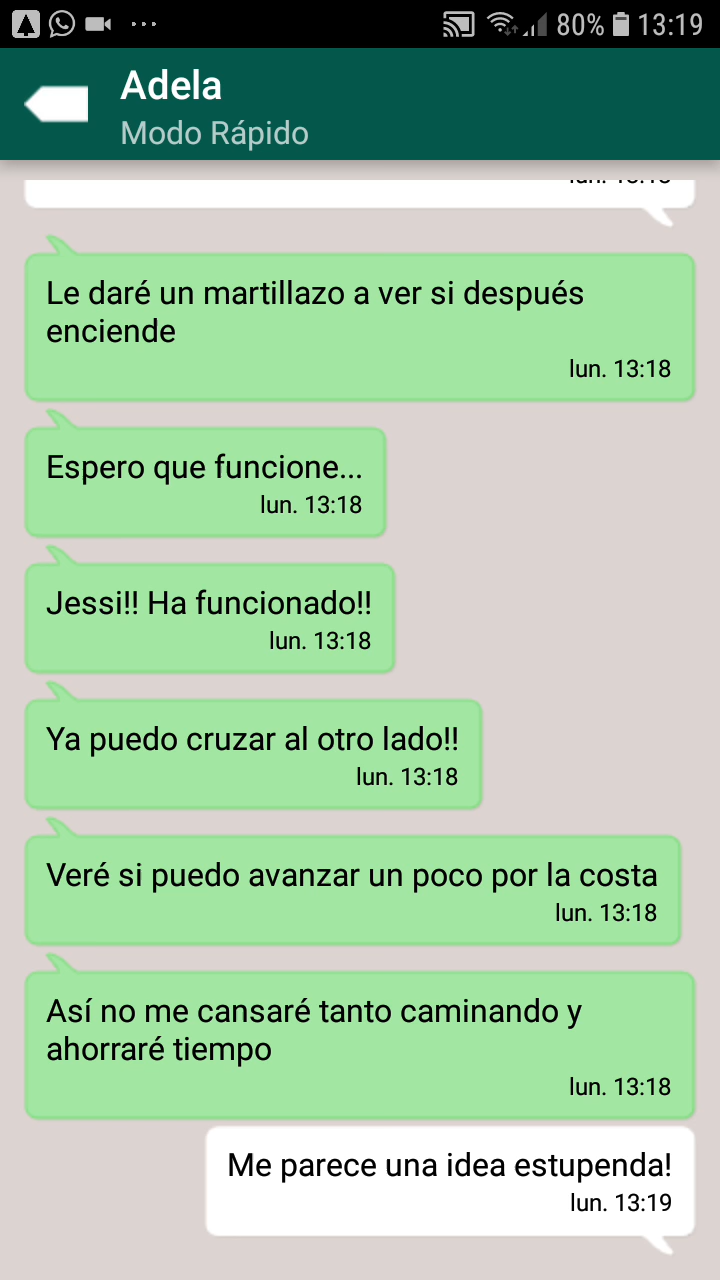 80% 13:19
Adela
Modo Rápido
Le daré un martillazo a ver si después
enciende
lun. 13:18
Espero que funcione...
lun. 13:18
Jessi!! Ha funcionado!!
lun. 13:18
Ya puedo cruzar al otro lado!!
lun. 13:18
Veré si puedo avanzar un poco por la costa
lun. 13:18
Así no me cansaré tanto caminando y
ahorraré tiempo
lun. 13:18
Me parece una idea estupenda!
lun. 13:19